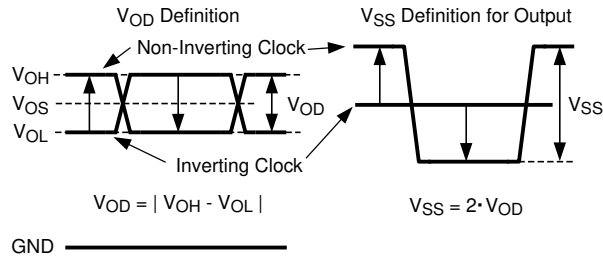 VOD Definition
VSS Definition for Output
Non-Inverting Clock
VOH
VOS
VOL
VOD
VSS
Inverting Clock
VOD = | VOH - VOL |
VSS = 2· VOD
GND